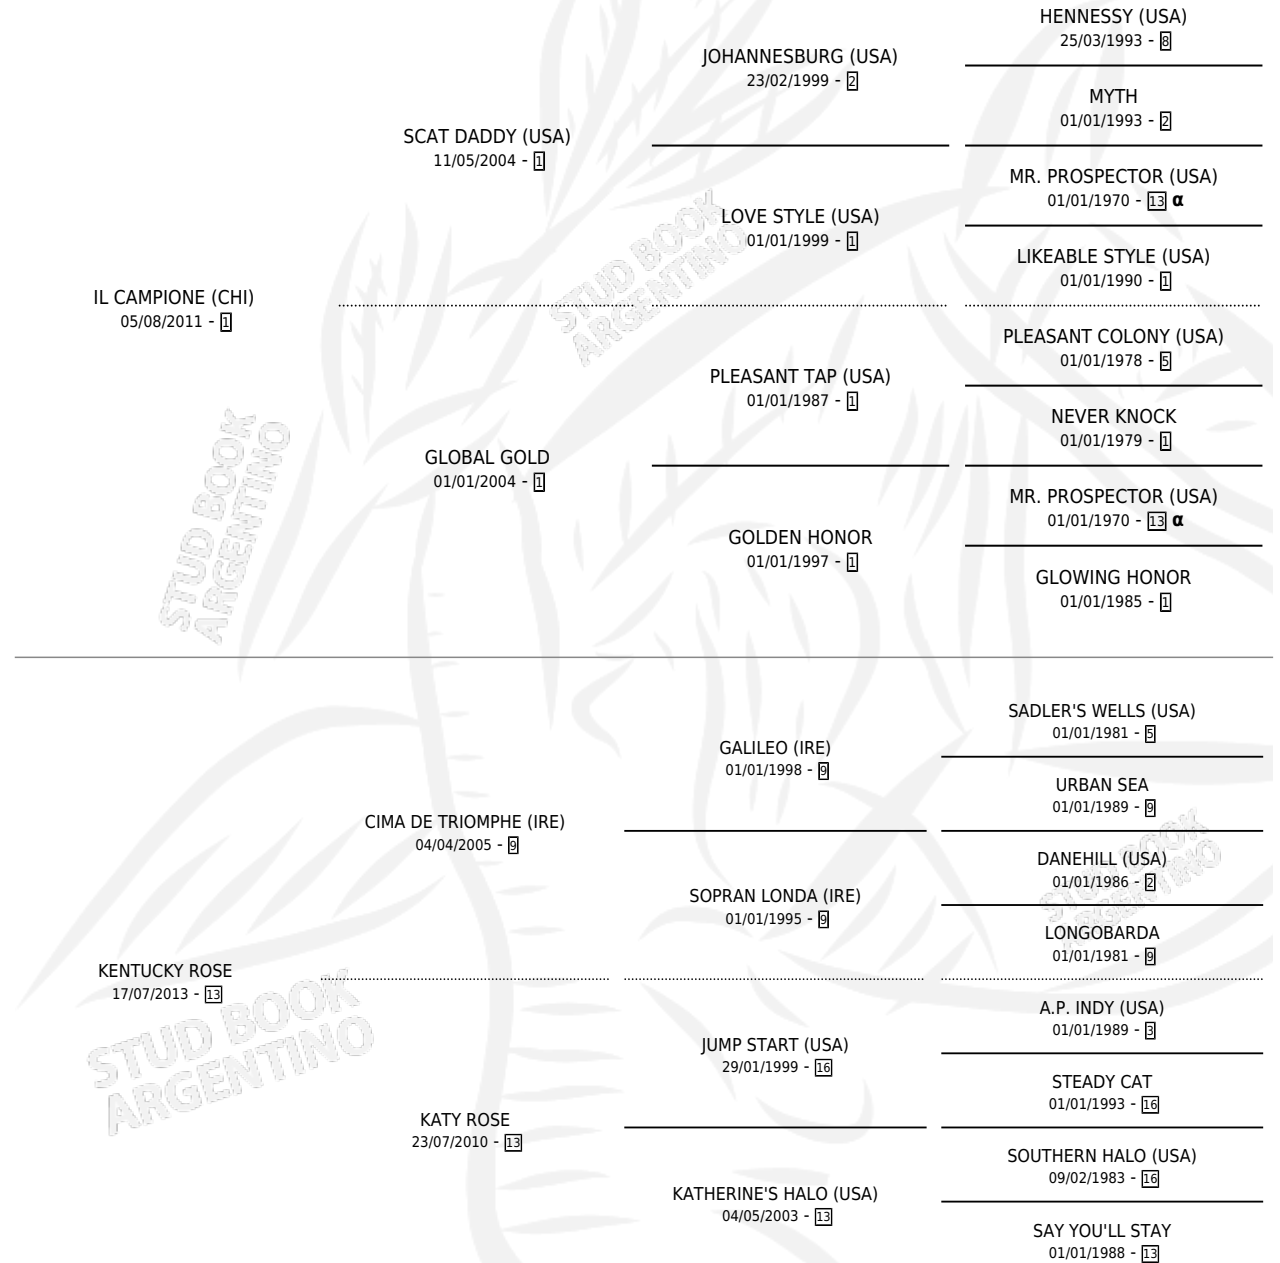 HENNESSY (USA)
25/03/1993 - 8
JOHANNESBURG (USA)
23/02/1999 - 2
MYTH
01/01/1993 - 2
SCAT DADDY (USA)
11/05/2004 - 1
MR. PROSPECTOR (USA)
01/01/1970 - 13 α
LOVE STYLE (USA)
01/01/1999 - 1
LIKEABLE STYLE (USA)
01/01/1990 - 1
IL CAMPIONE (CHI)
05/08/2011 - 1
PLEASANT COLONY (USA)
01/01/1978 - 5
PLEASANT TAP (USA)
01/01/1987 - 1
NEVER KNOCK
01/01/1979 - 1
GLOBAL GOLD
01/01/2004 - 1
MR. PROSPECTOR (USA)
01/01/1970 - 13 α
GOLDEN HONOR
01/01/1997 - 1
GLOWING HONOR
01/01/1985 - 1
SADLER'S WELLS (USA)
01/01/1981 - 5
GALILEO (IRE)
01/01/1998 - 9
URBAN SEA
01/01/1989 - 9
CIMA DE TRIOMPHE (IRE)
04/04/2005 - 9
DANEHILL (USA)
01/01/1986 - 2
SOPRAN LONDA (IRE)
01/01/1995 - 9
LONGOBARDA
01/01/1981 - 9
KENTUCKY ROSE
17/07/2013 - 13
A.P. INDY (USA)
01/01/1989 - 3
JUMP START (USA)
29/01/1999 - 16
STEADY CAT
01/01/1993 - 16
KATY ROSE
23/07/2010 - 13
SOUTHERN HALO (USA)
09/02/1983 - 16
KATHERINE'S HALO (USA)
04/05/2003 - 13
SAY YOU'LL STAY
01/01/1988 - 13
STUD BOOK
ARGENTINO
STUD BOOK
ARGENTINO
STUD BOOK
ARGENTINO
STUD BOOK
ARGENTINO